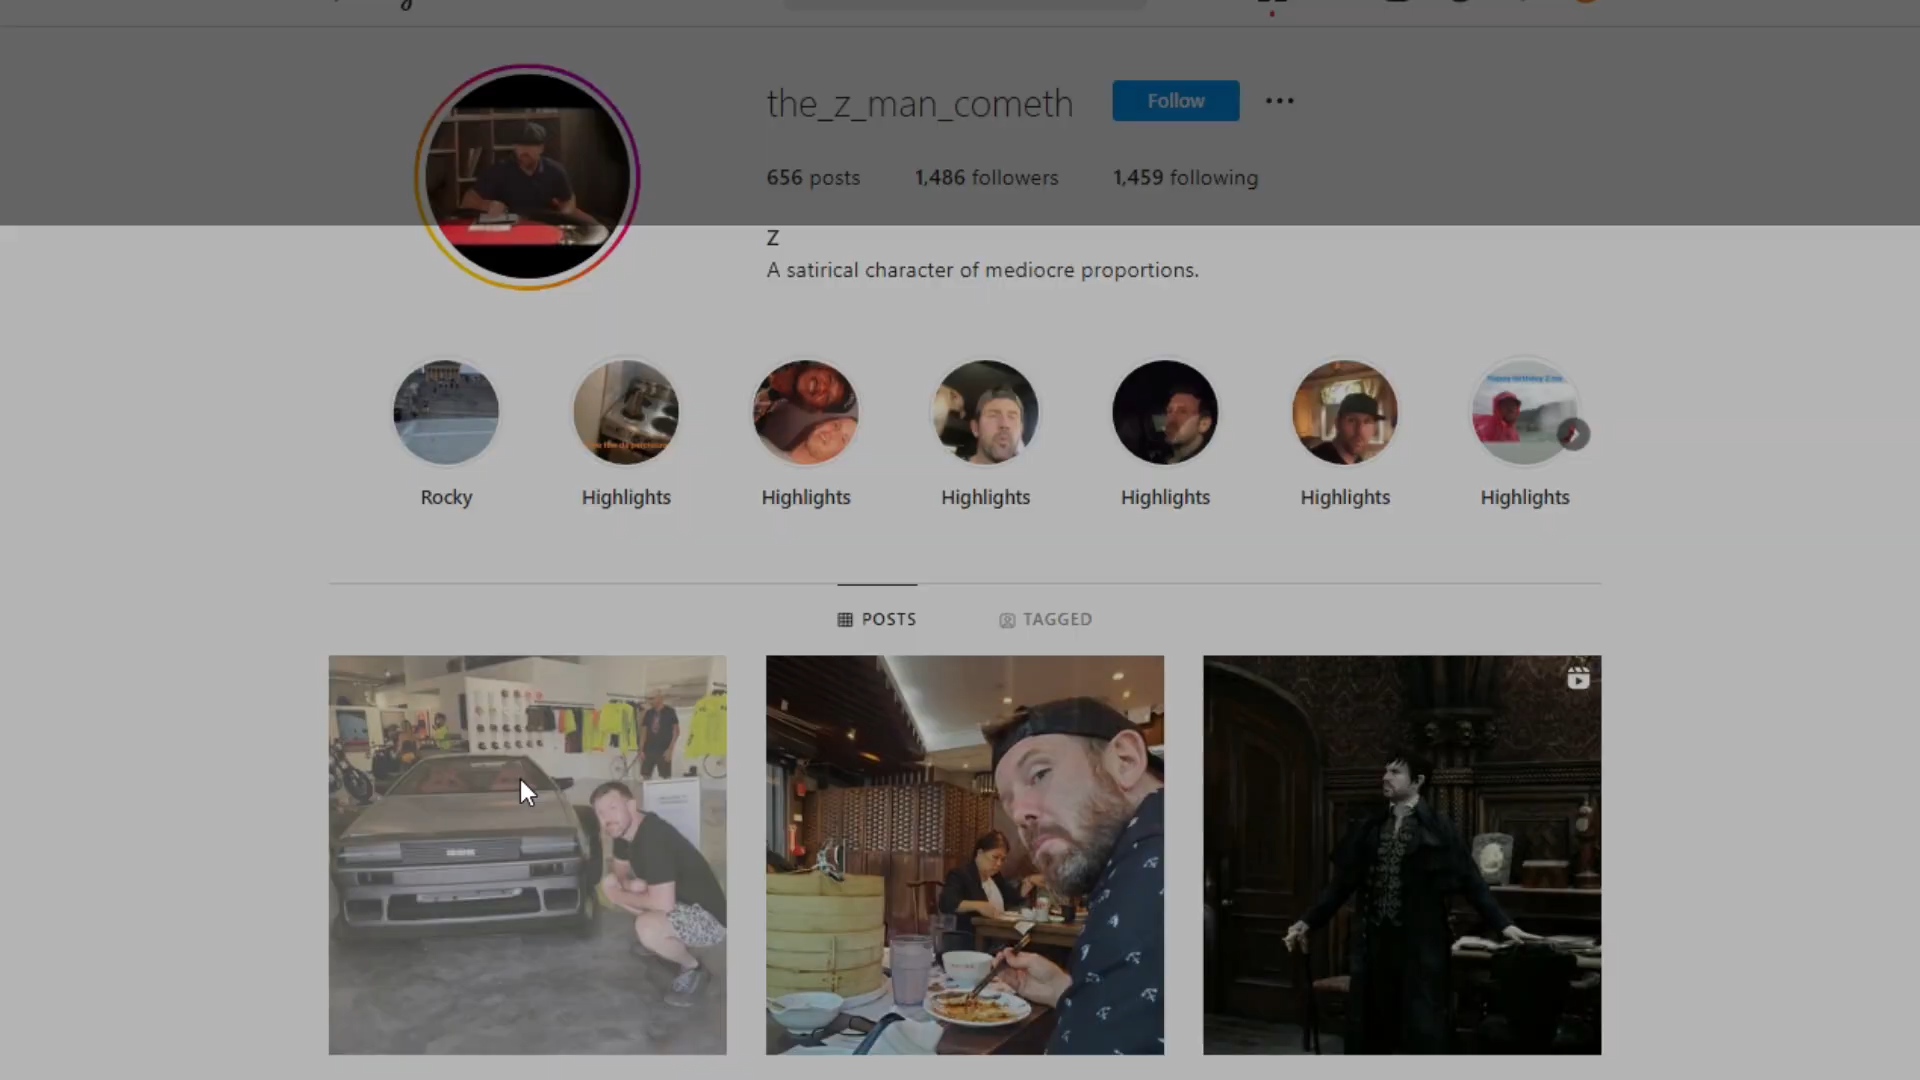 the_z_man_cometh Follow
656 posts 1,486 followers 1,459 following
Z
A satirical character of mediocre proportions.
Rocky Highlights Highlights Highlights Highlights Highlights Highlights
POSTS TAGGED